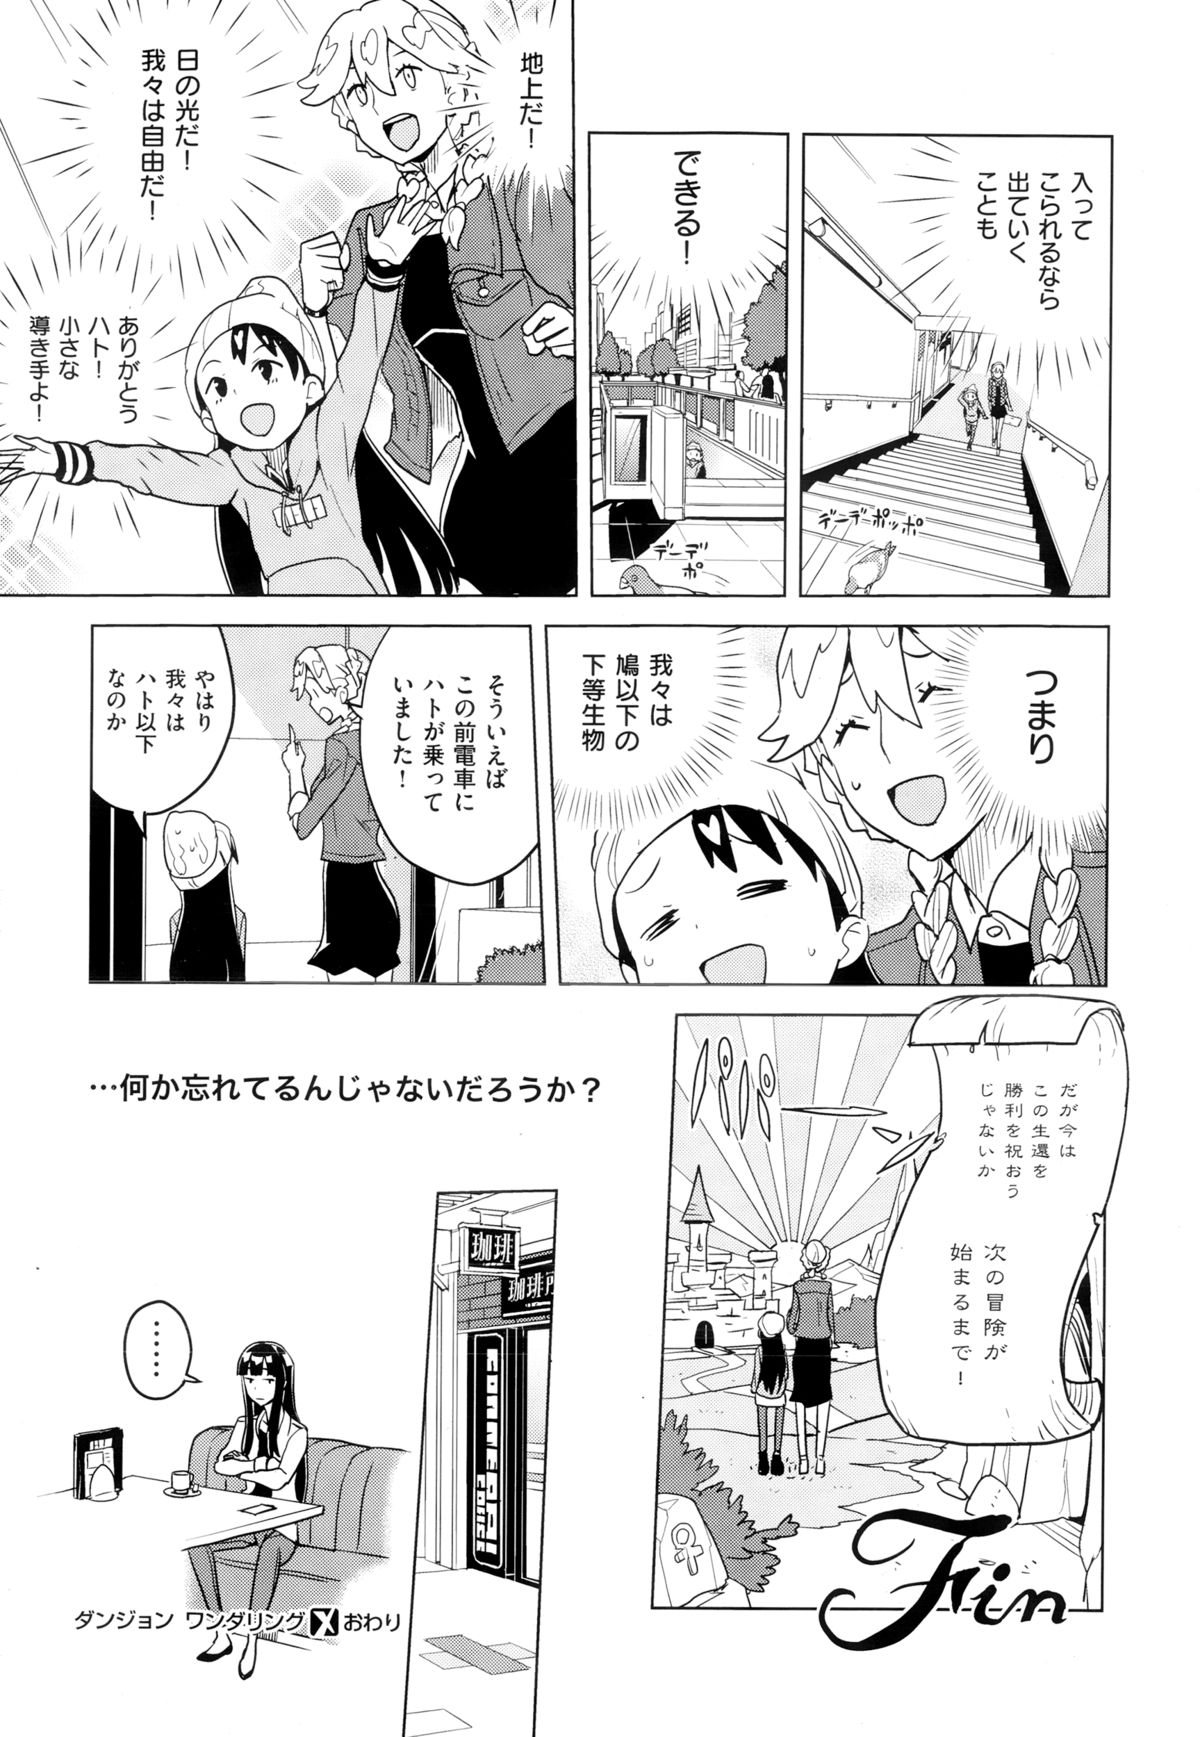 入って
こられるなら
出ていく
ことも
デーデーポッポ
できる！
デーデ
ポ
地上だ！
日の光だ！
我々は自由だ！
ありがとう
ハト！
小さな
導き手よ！
つまり
我々は
鳩以下の
下等生物
そういえば
この前電車に
ハトが乗って
いました！
やはり
我々は
ハト以下
なのか
だが今は
この生還を
勝利を祝おう
じゃないか
次の冒険が
始まるまで！
パパパパーン
Fin
…何か忘れてるんじゃないだろうか？
珈琲
珈琲所
……
ダンジョン ワンダリング X おわり